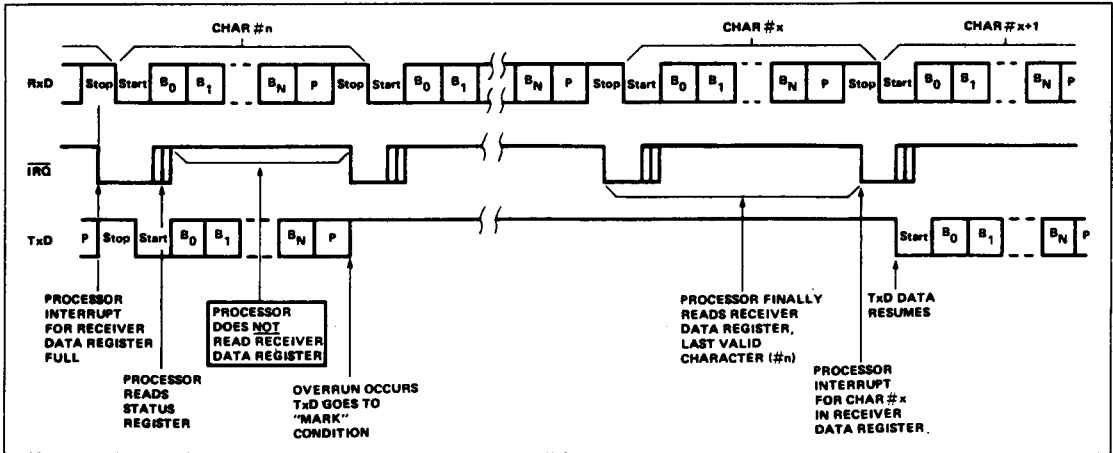 CHAR #n
CHAR #x
CHAR #x+1
RxD
Stop Start B0 B1 BN P Stop Start B0 B1 BN P Stop Start B0 B1 BN P Stop Start B0 B1 BN P
IRQ
TxD
P Stop Start B0 B1 BN P
Start B0 B1 BN P
PROCESSOR
INTERRUPT
FOR RECEIVER
DATA REGISTER
FULL
PROCESSOR
READS
STATUS
REGISTER
PROCESSOR
DOES NOT
READ RECEIVER
DATA REGISTER
OVERRUN OCCURS
TxD GOES TO
"MARK"
CONDITION
PROCESSOR FINALLY
READS RECEIVER
DATA REGISTER,
LAST VALID
CHARACTER (#n)
PROCESSOR
INTERRUPT
FOR CHAR #x
IN RECEIVER
DATA REGISTER.
TxD DATA
RESUMES